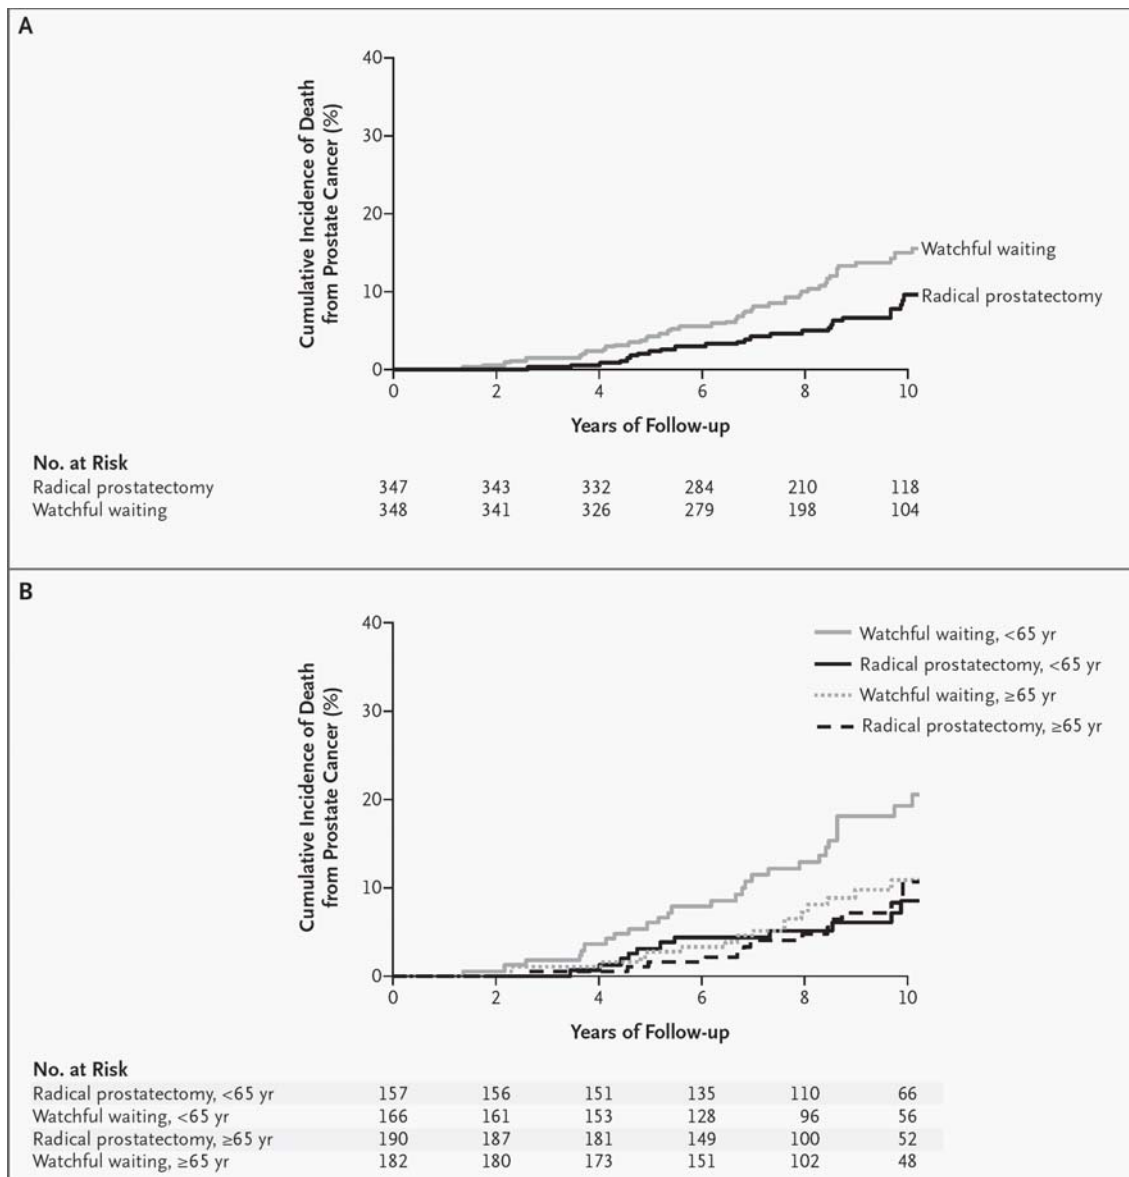 A
Cumulative Incidence of Death
from Prostate Cancer (%)
40
30
20
10
0
Watchful waiting
Radical prostatectomy
0 2 4 6 8 10
Years of Follow-up
No. at Risk
Radical prostatectomy 347 343 332 284 210 118
Watchful waiting 348 341 326 279 198 104
B
Cumulative Incidence of Death
from Prostate Cancer (%)
40
30
20
10
0
Watchful waiting, <65 yr
Radical prostatectomy, <65 yr
Watchful waiting, ≥65 yr
Radical prostatectomy, ≥65 yr
0 2 4 6 8 10
Years of Follow-up
No. at Risk
Radical prostatectomy, <65 yr 157 156 151 135 110 66
Watchful waiting, <65 yr 166 161 153 128 96 56
Radical prostatectomy, ≥65 yr 190 187 181 149 100 52
Watchful waiting, ≥65 yr 182 180 173 151 102 48